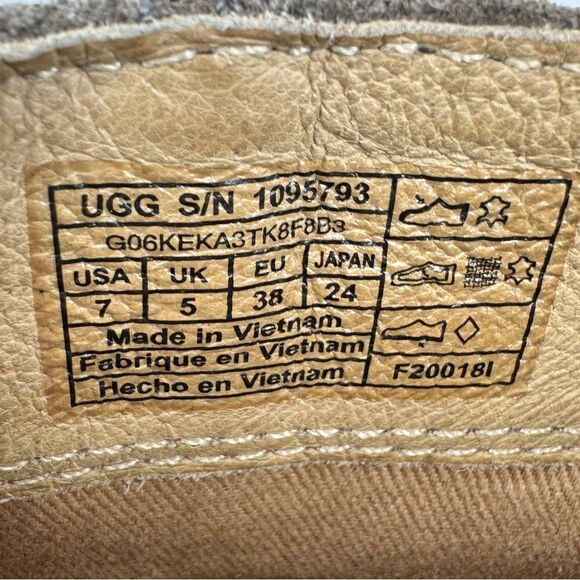 UGG S/N 1095793
G06KEKA3TK8F8B3
USA UK EU JAPAN
7 5 38 24
Made in Vietnam
Fabrique en Vietnam
Hecho en Vietnam
F20018I